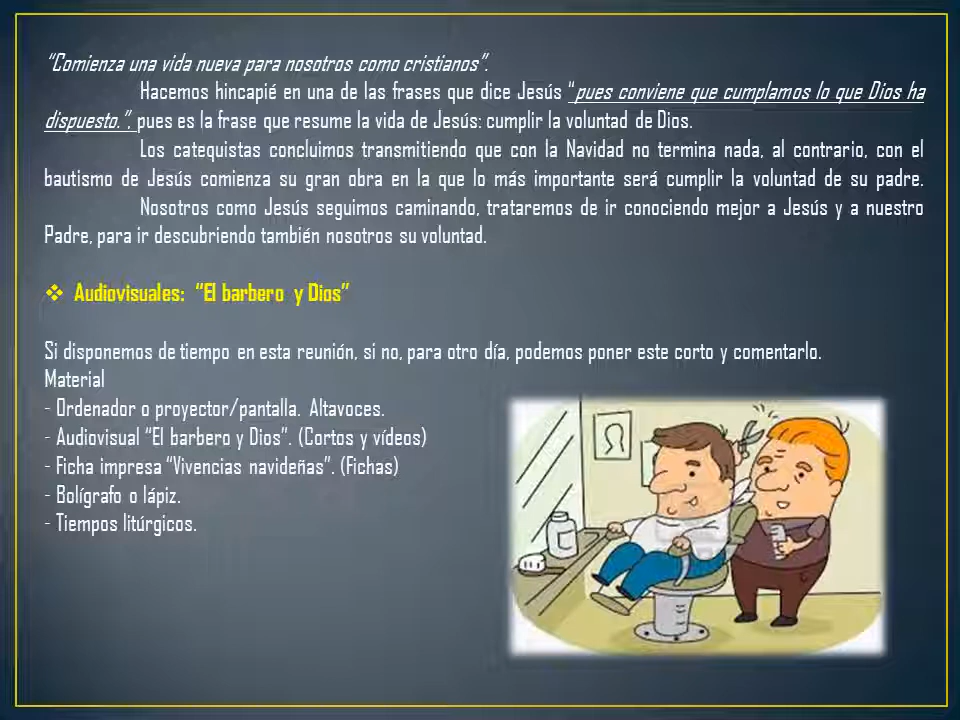 “Comienza una vida nueva para nosotros como cristianos”.
Hacemos hincapié en una de las frases que dice Jesús “pues conviene que cumplamos lo que Dios ha
dispuesto.”, pues es la frase que resume la vida de Jesús: cumplir la voluntad de Dios.
Los catequistas concluimos transmitiendo que con la Navidad no termina nada, al contrario, con el
bautismo de Jesús comienza su gran obra en la que lo más importante será cumplir la voluntad de su padre.
Nosotros como Jesús seguimos caminando, trataremos de ir conociendo mejor a Jesús y a nuestro
Padre, para ir descubriendo también nosotros su voluntad.
❖ Audiovisuales: “El barbero y Dios”
Si disponemos de tiempo en esta reunión, si no, para otro día, podemos poner este corto y comentarlo.
Material
- Ordenador o proyector/pantalla. Altavoces.
- Audiovisual “El barbero y Dios”. (Cortos y vídeos)
- Ficha impresa “Vivencias navideñas”. (Fichas)
- Bolígrafo o lápiz.
- Tiempos litúrgicos.